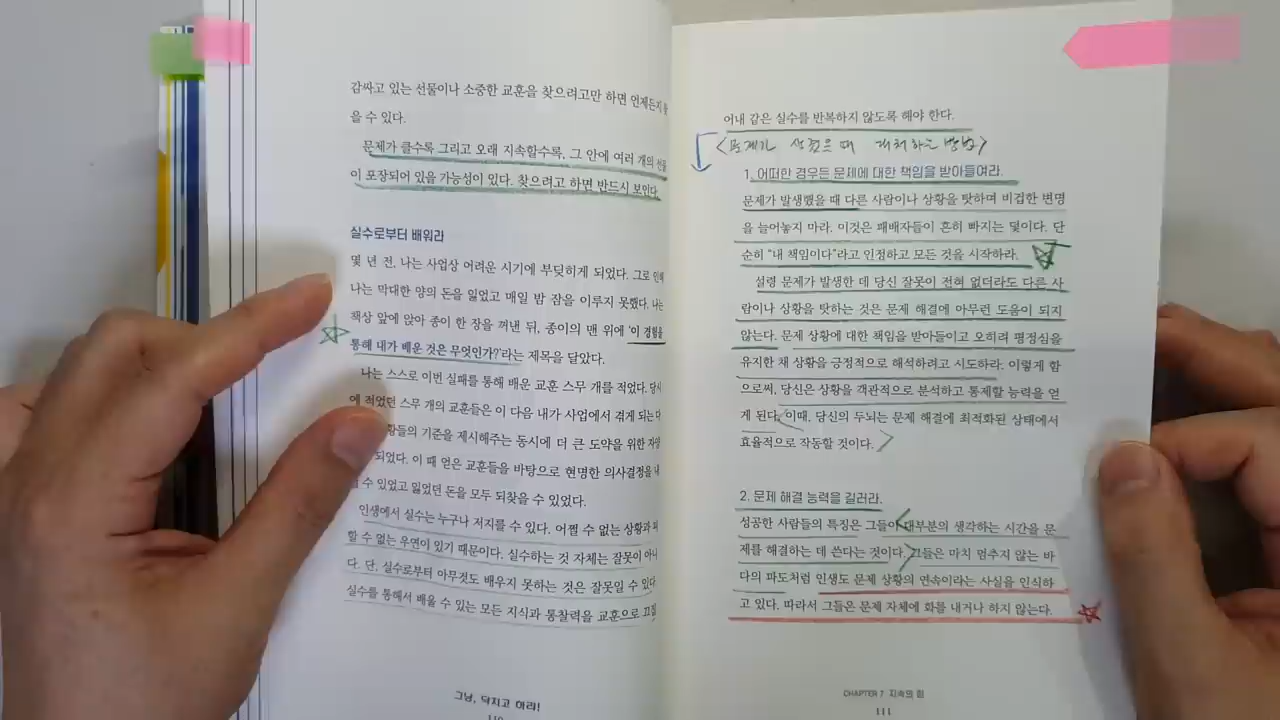 감싸고 있는 선물이나 소중한 교훈을 찾으려고만 하면 언제든지 찾
을 수 있다.
문제가 클수록 그리고 오래 지속할수록, 그 안에 여러 개의 선물
이 포장되어 있을 가능성이 있다. 찾으려고 하면 반드시 보인다.
실수로부터 배워라
몇 년 전, 나는 사업상 어려운 시기에 부딪히게 되었다. 그로 인해
나는 막대한 양의 돈을 잃었고 매일 밤 잠을 이루지 못했다. 나는
책상 앞에 앉아 종이 한 장을 꺼낸 뒤, 종이의 맨 위에 '이 경험을
통해 내가 배운 것은 무엇인가?'라는 제목을 달았다.
나는 스스로 이번 실패를 통해 배운 교훈 스무 개를 적었다. 당시
에 적었던 스무 개의 교훈들은 이 다음 내가 사업에서 겪게 되는
황들의 기준을 제시해주는 동시에 더 큰 도약을 위한
되었다. 이 때 얻은 교훈들을 바탕으로 현명한 의사결정을 내
수 있었고 잃었던 돈을 모두 되찾을 수 있었다.
인생에서 실수는 누구나 저지를 수 있다. 어쩔 수 없는 상황과
할 수 없는 우연이 있기 때문이다. 실수하는 것 자체는 잘못이 아니
다. 단, 실수로부터 아무것도 배우지 못하는 것은 잘못일 수 있다.
실수를 통해서 배울 수 있는 모든 지식과 통찰력을 교훈으로 끄집
그냥, 닥치고 하라!
110
어내 같은 실수를 반복하지 않도록 해야 한다.
<문제가 생겼을 때 대처하는 방법>
1. 어떠한 경우든 문제에 대한 책임을 받아들여라.
문제가 발생했을 때 다른 사람이나 상황을 탓하며 비겁한 변명
을 늘어놓지 마라. 이것은 패배자들이 흔히 빠지는 덫이다. 단
순히 "내 책임이다"라고 인정하고 모든 것을 시작하라.
설령 문제가 발생한 데 당신 잘못이 전혀 없더라도 다른 사
람이나 상황을 탓하는 것은 문제 해결에 아무런 도움이 되지
않는다. 문제 상황에 대한 책임을 받아들이고 오히려 평정심을
유지한 채 상황을 긍정적으로 해석하려고 시도하라. 이렇게 함
으로써, 당신은 상황을 객관적으로 분석하고 통제할 능력을 얻
게 된다. 이때, 당신의 두뇌는 문제 해결에 최적화된 상태에서
효율적으로 작동할 것이다.
2. 문제 해결 능력을 길러라.
성공한 사람들의 특징은 그들이 대부분의 생각하는 시간을 문
제를 해결하는 데 쓴다는 것이다. 그들은 마치 멈추지 않는 바
다의 파도처럼 인생도 문제 상황의 연속이라는 사실을 인식하
고 있다. 따라서 그들은 문제 자체에 화를 내거나 하지 않는다.
CHAPTER 7 지속의 힘
111